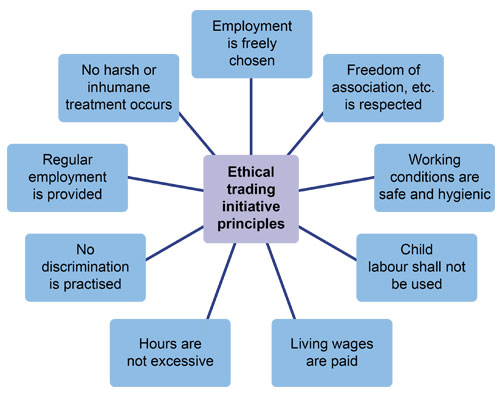 Employment
is freely
chosen
No harsh or
inhumane
treatment occurs
Freedom of
association, etc.
is respected
Regular
employment
is provided
Ethical
trading
initiative
principles
Working
conditions are
safe and hygienic
No
discrimination
is practised
Child
labour shall not
be used
Hours are
not excessive
Living wages
are paid